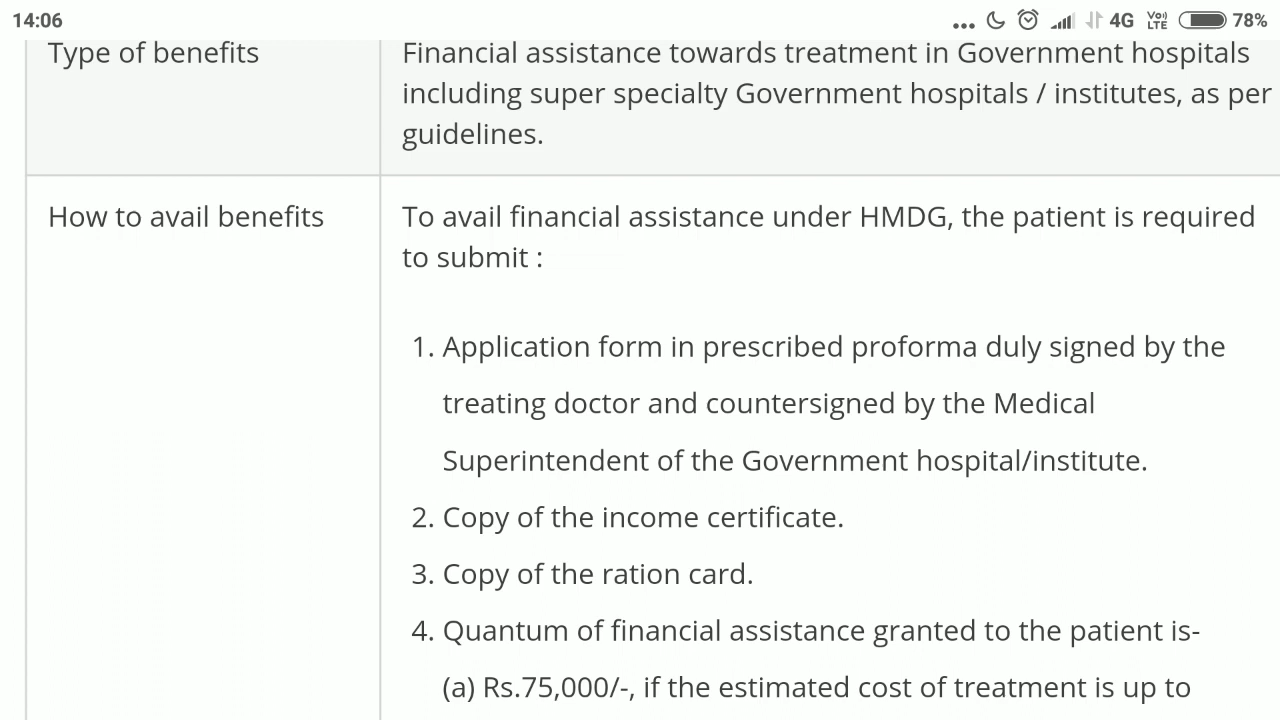 14:06
4G
Vo))
LTE
78%
Type of benefits
Financial assistance towards treatment in Government hospitals
including super specialty Government hospitals / institutes, as per
guidelines.
How to avail benefits
To avail financial assistance under HMDG, the patient is required
to submit :
1. Application form in prescribed proforma duly signed by the
treating doctor and countersigned by the Medical
Superintendent of the Government hospital/institute.
2. Copy of the income certificate.
3. Copy of the ration card.
4. Quantum of financial assistance granted to the patient is-
(a) Rs.75,000/-, if the estimated cost of treatment is up to